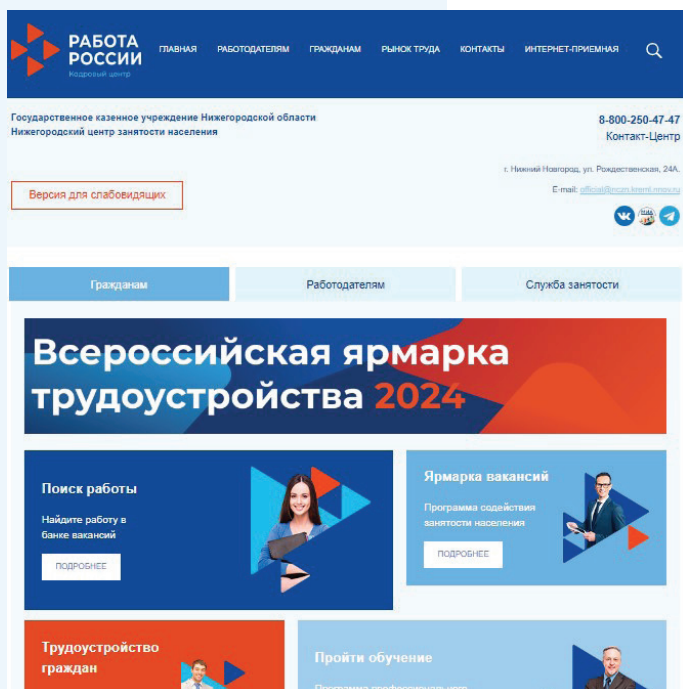 РАБОТА
РОССИИ
Кадровый центр
ГЛАВНАЯ РАБОТОДАТЕЛЯМ ГРАЖДАНАМ РЫНОК ТРУДА КОНТАКТЫ ИНТЕРНЕТ-ПРИЕМНАЯ
Государственное казенное учреждение Нижегородской области
Нижегородский центр занятости населения
8-800-250-47-47
Контакт-Центр
г. Нижний Новгород, ул. Рождественская, 24А.
E-mail:
Версия для слабовидящих
Гражданам Работодателям Служба занятости
Всероссийская ярмарка
трудоустройства 2024
Поиск работы
Найдите работу в
банке вакансий
ПОДРОБНЕЕ
Ярмарка вакансий
Программа содействия
занятости населения
ПОДРОБНЕЕ
Трудоустройство
граждан
Пройти обучение
Программа профессионального